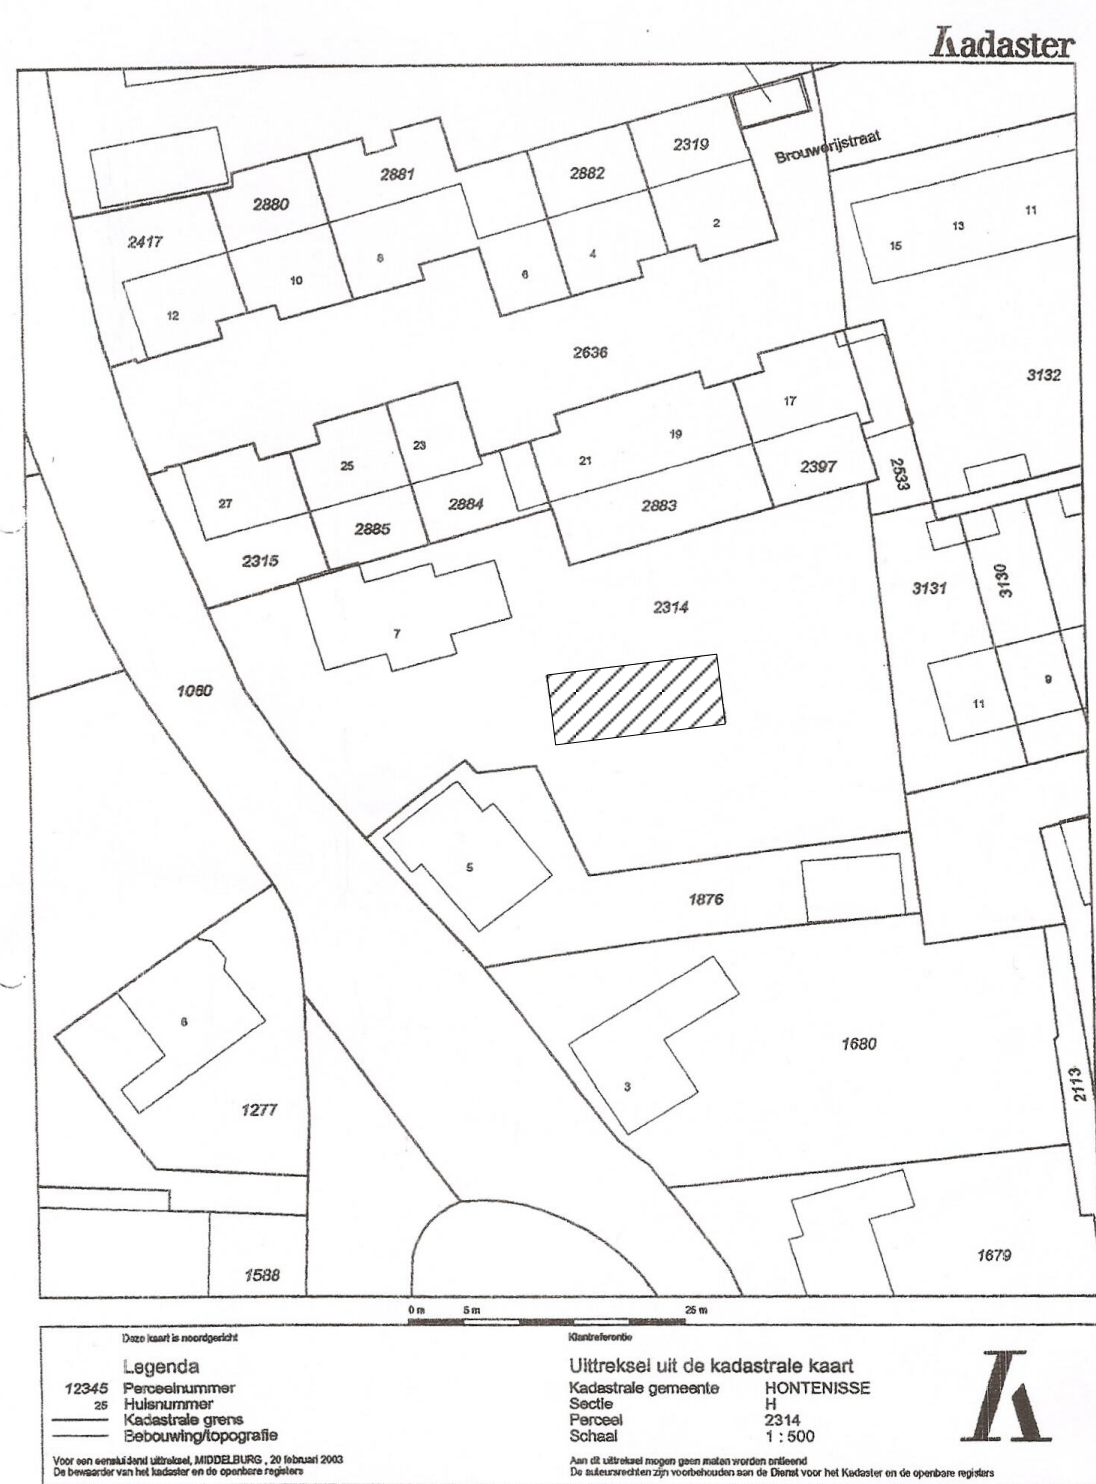 Kadaster
Brouwerijstraat
2319
2881
2882
2880
2417
2
4
6
8
10
12
11
13
15
2636
3132
17
19
21
23
25
27
2397
2533
2883
2884
2885
2315
3131
3130
2314
7
1060
9
11
5
1876
6
3
1680
1277
2113
1679
1588
0 m 5 m 25 m
Deze kaart is noordgericht
Legenda
12345 Perceelnummer
25 Huisnummer
Kadastrale grens
Bebouwing/topografie
Voor een eensluidend uittreksel, MIDDELBURG , 20 februari 2003
De bewaarder van het kadaster en de openbare registers
Klantreferentie
Uittreksel uit de kadastrale kaart
Kadastrale gemeente HONTENISSE
Sectie H
Perceel 2314
Schaal 1 : 500
Aan dit uittreksel mogen geen maten worden ontleend
De auteursrechten zijn voorbehouden aan de Dienst voor het Kadaster en de openbare registers